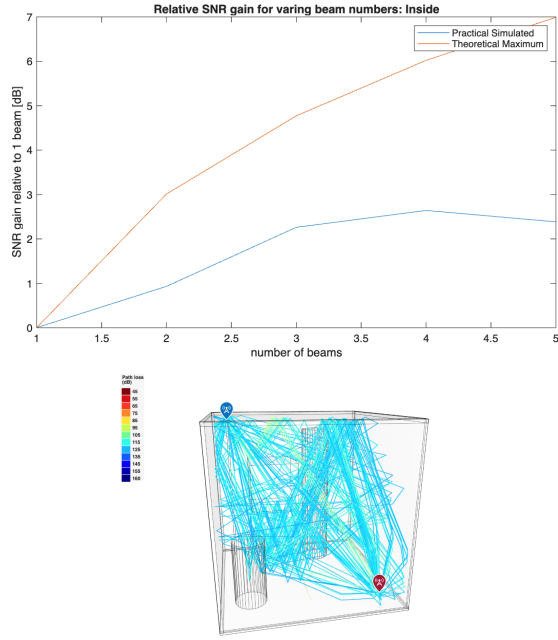 Relative SNR gain for varing beam numbers: Inside
Practical Simulated
Theoretical Maximum
SNR gain relative to 1 beam [dB]
7
6
5
4
3
2
1
0
1 1.5 2 2.5 3 3.5 4 4.5 5
number of beams
Path loss
(dB)
45
55
65
75
85
95
105
115
125
135
145
155
160